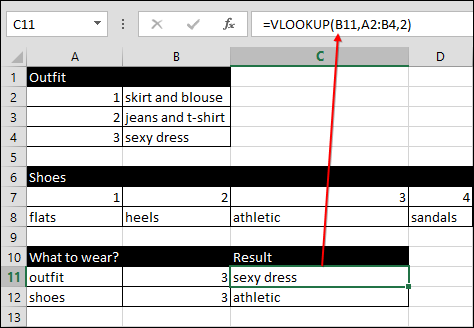 C11 fx =VLOOKUP(B11,A2:B4,2)
A B C D
1 Outfit
2 1 skirt and blouse
3 2 jeans and t-shirt
4 3 sexy dress
5
6 Shoes
7 1 2 3 4
8 flats heels athletic sandals
9
10 What to wear? Result
11 outfit 3 sexy dress
12 shoes 3 athletic
13